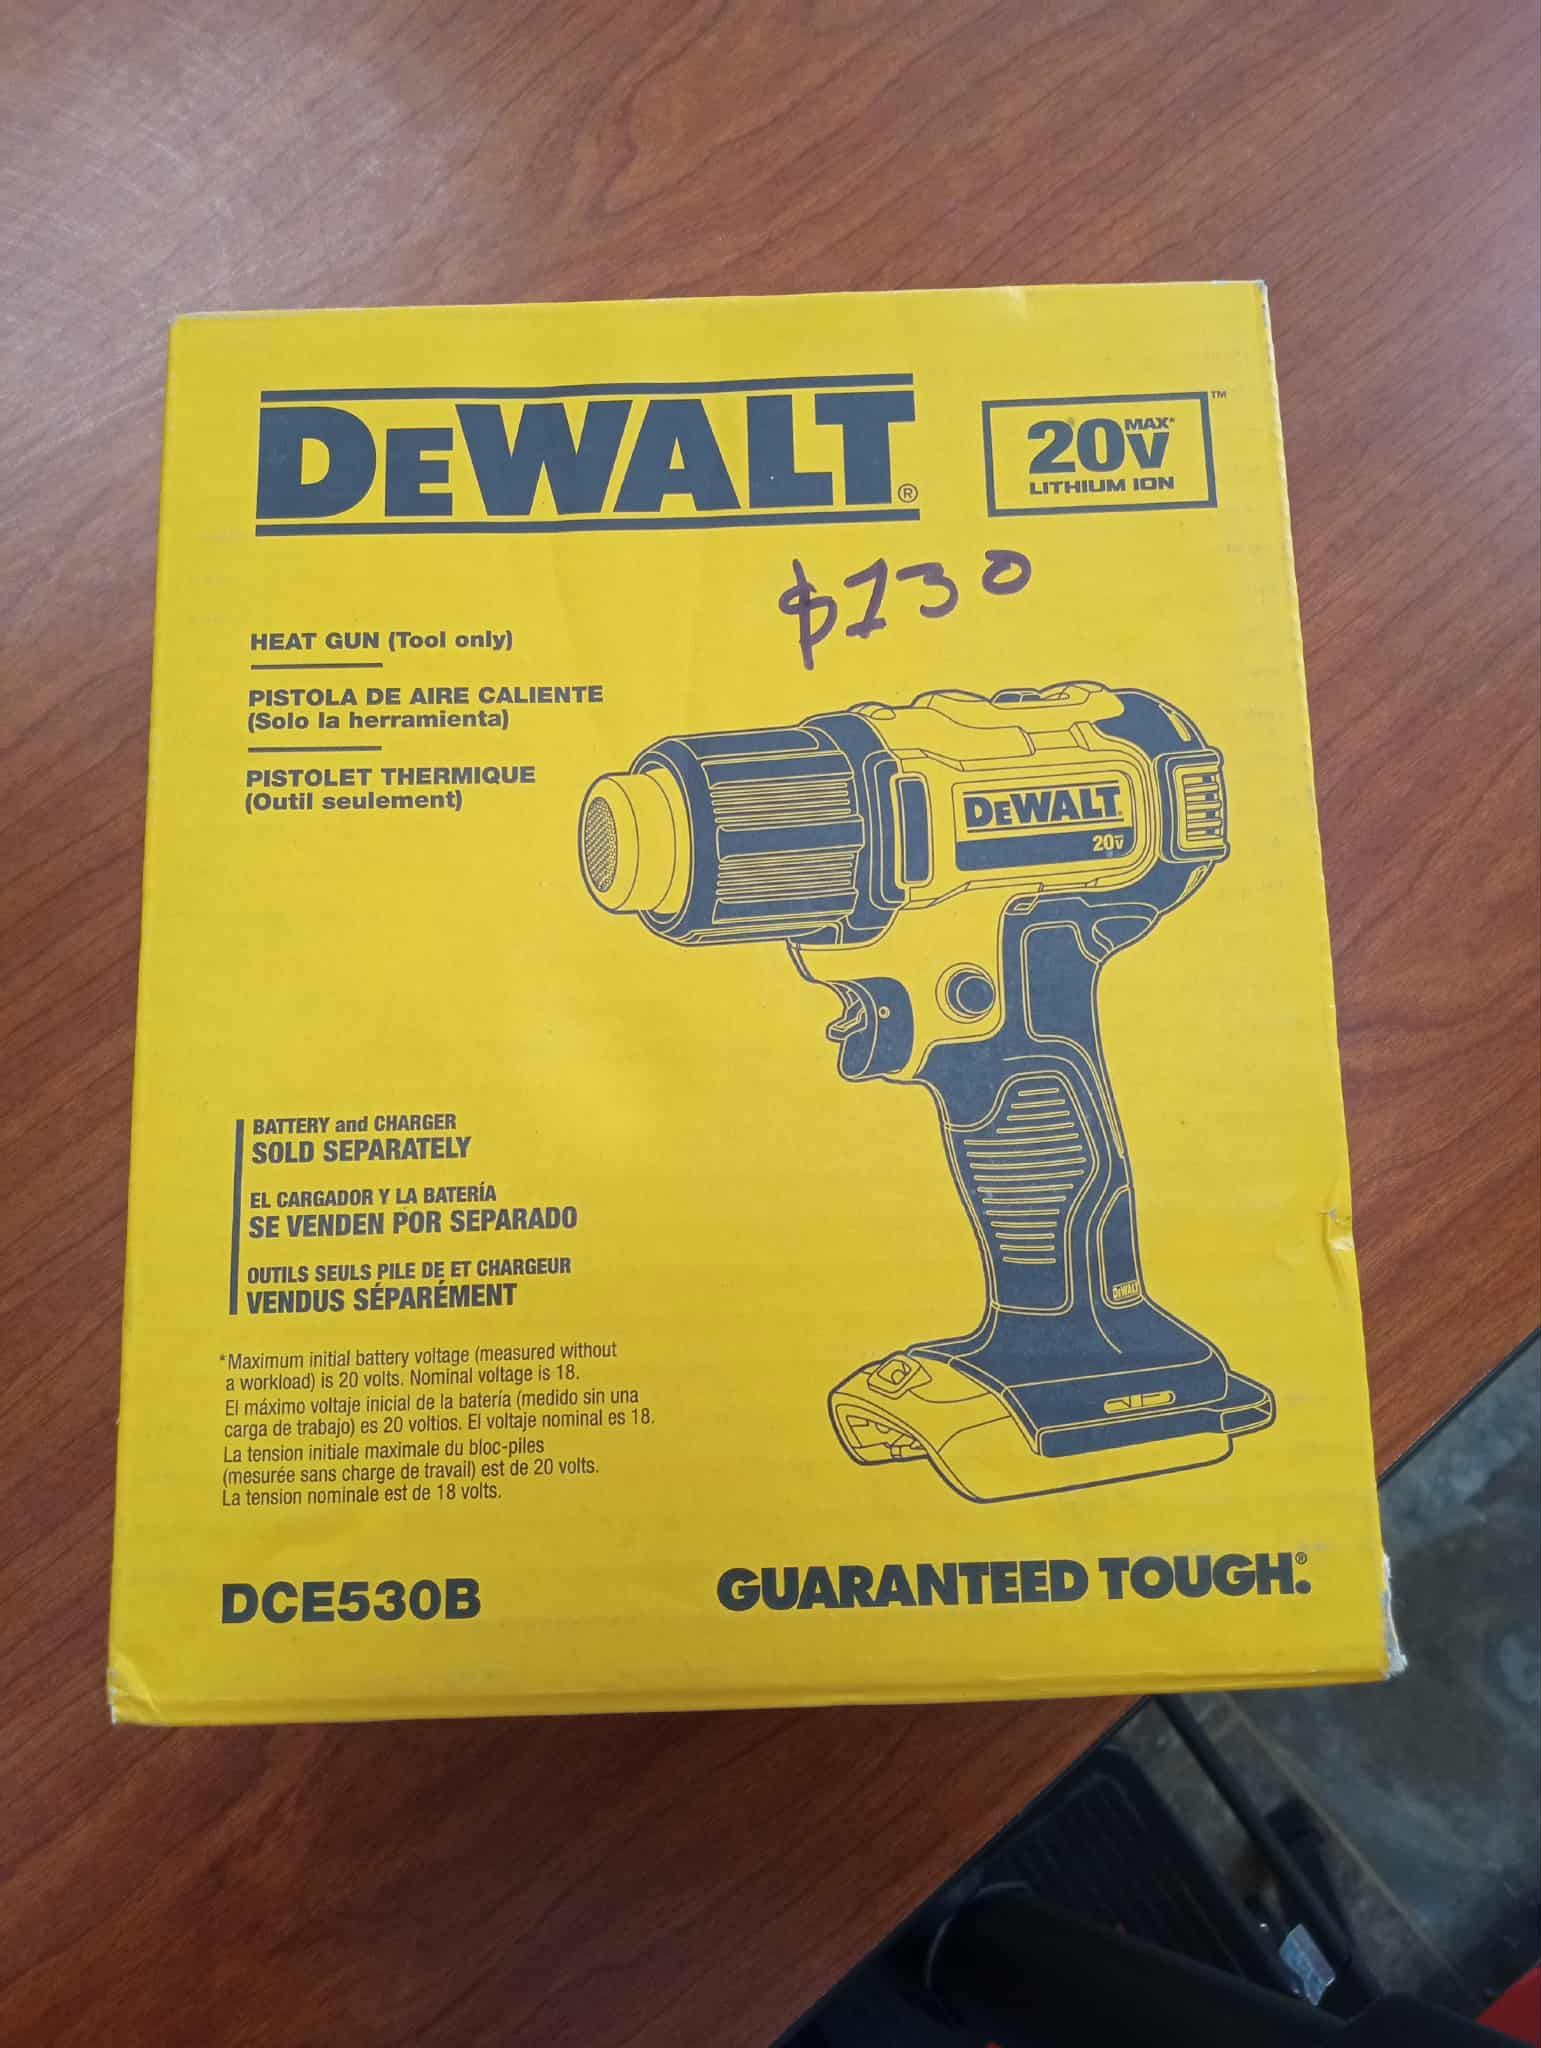 DEWALT®
20V MAX* ™
LITHIUM ION
$130
HEAT GUN (Tool only)
PISTOLA DE AIRE CALIENTE
(Solo la herramienta)
PISTOLET THERMIQUE
(Outil seulement)
DEWALT
20V
BATTERY and CHARGER
SOLD SEPARATELY
EL CARGADOR Y LA BATERÍA
SE VENDEN POR SEPARADO
OUTILS SEULS PILE DE ET CHARGEUR
VENDUS SÉPARÉMENT
DEWALT
*Maximum initial battery voltage (measured without
a workload) is 20 volts. Nominal voltage is 18.
El máximo voltaje inicial de la batería (medido sin una
carga de trabajo) es 20 voltios. El voltaje nominal es 18.
La tension initiale maximale du bloc-piles
(mesurée sans charge de travail) est de 20 volts.
La tension nominale est de 18 volts.
DCE530B
GUARANTEED TOUGH.®